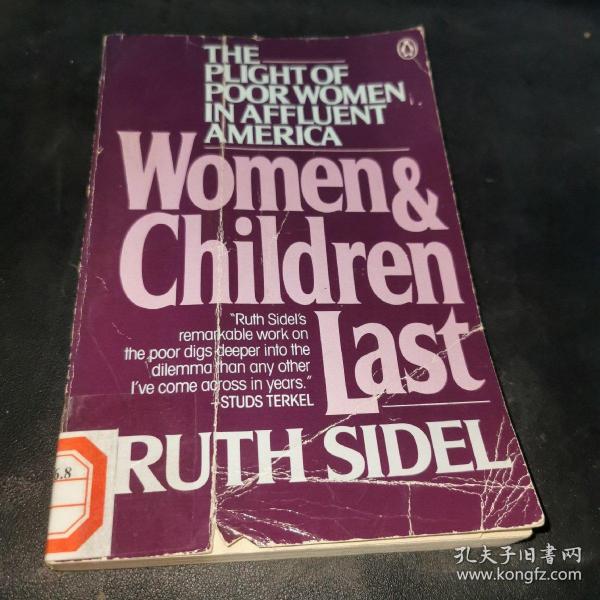 THE
PLIGHT OF
POOR WOMEN
IN AFFLUENT
AMERICA
Women &
Children
Last
"Ruth Sidel's
remarkable work on
the poor digs deeper into the
dilemma than any other
I've come across in years."
—STUDS TERKEL
RUTH SIDEL
6.8
孔夫子旧书网
www.kongfz.com